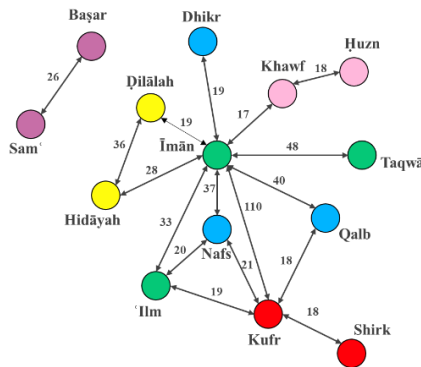 Baṣar
Dhikr
Ḥuzn
18
Khawf
26
Ḍilālah
19
19
17
Samʿ
36
Īmān
48
Taqwā
28
37
40
Hidāyah
110
33
Qalb
20
Nafs
21
18
ʿIlm
19
Kufr
18
Shirk